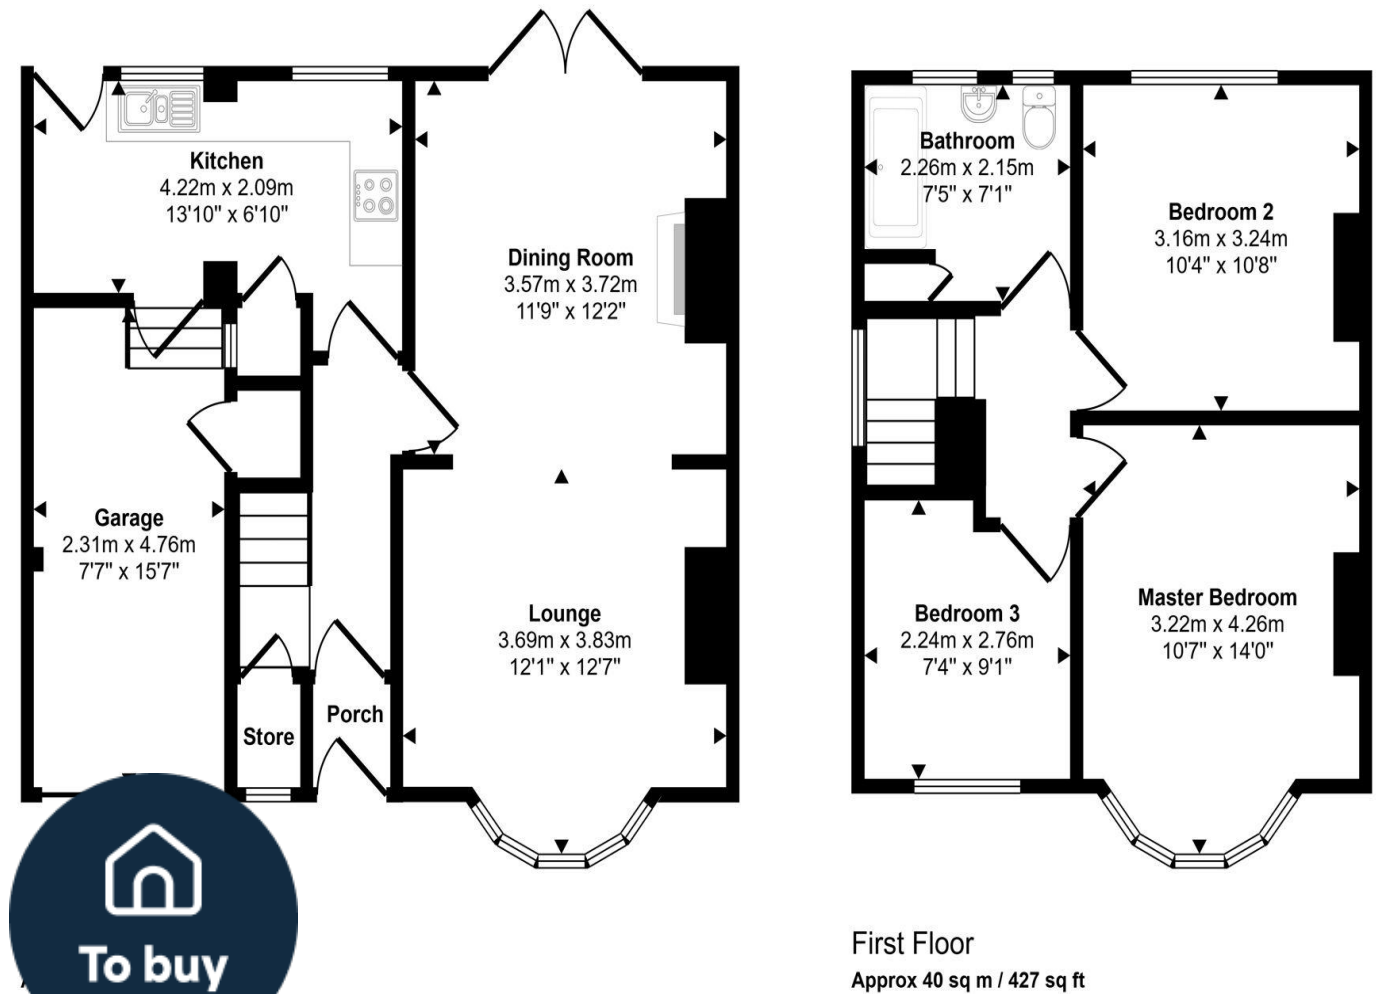 Kitchen
4.22m x 2.09m
13'10" x 6'10"
Dining Room
3.57m x 3.72m
11'9" x 12'2"
Garage
2.31m x 4.76m
7'7" x 15'7"
Lounge
3.69m x 3.83m
12'1" x 12'7"
Porch
Store
To buy
Bathroom
2.26m x 2.15m
7'5" x 7'1"
Bedroom 2
3.16m x 3.24m
10'4" x 10'8"
Bedroom 3
2.24m x 2.76m
7'4" x 9'1"
Master Bedroom
3.22m x 4.26m
10'7" x 14'0"
First Floor
Approx 40 sq m / 427 sq ft